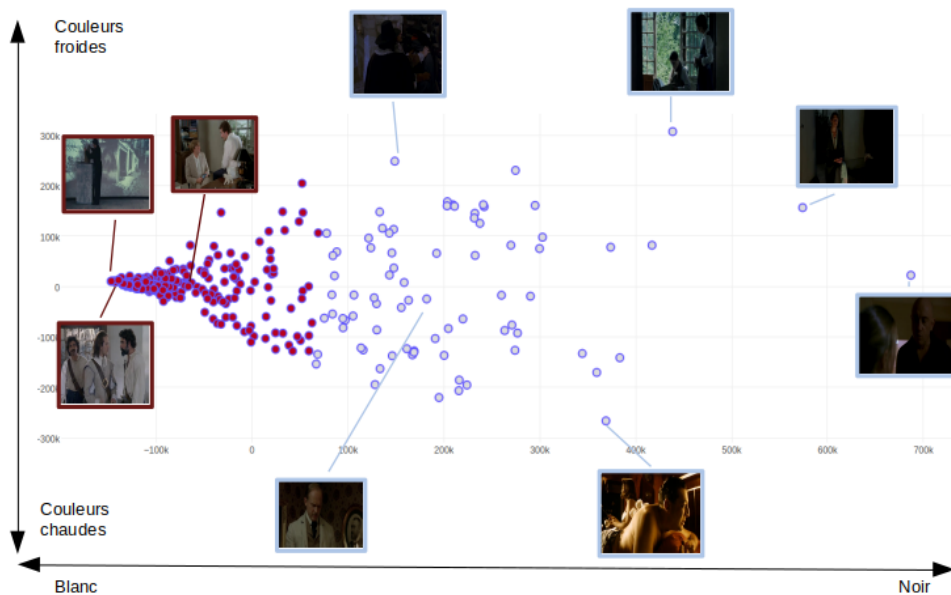 Couleurs
froides
300k
200k
100k
0
−100k
−200k
−300k
−100k
0
100k
200k
300k
400k
500k
600k
700k
Couleurs
chaudes
Blanc
Noir